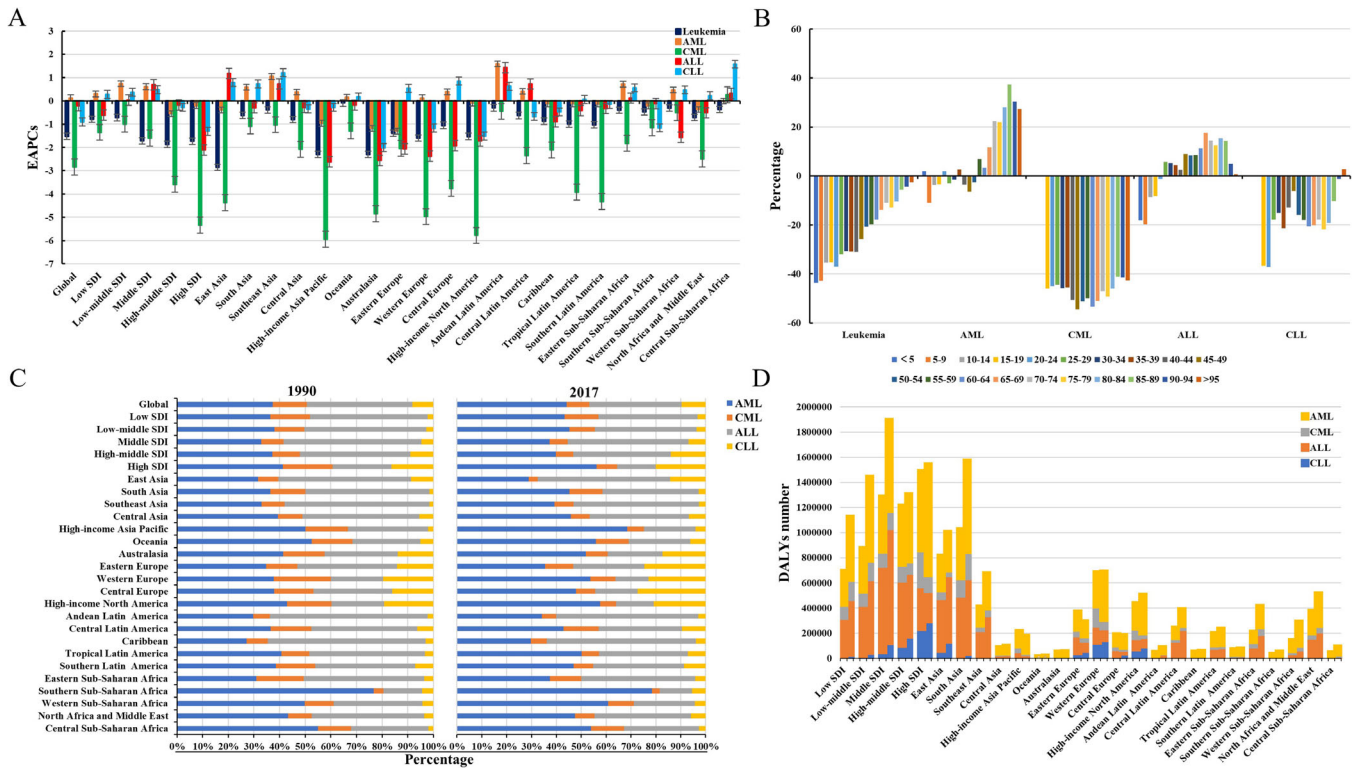 A
3
2
1
0
-1
-2
-3
-4
-5
-6
-7
EAPCs
Leukemia
AML
CML
ALL
CLL
Global
Low SDI
Low-middle SDI
Middle SDI
High-middle SDI
High SDI
East Asia
South Asia
Southeast Asia
Central Asia
High-income Asia Pacific
Oceania
Australasia
Eastern Europe
Western Europe
Central Europe
High-income North America
Andean Latin America
Central Latin America
Caribbean
Tropical Latin America
Southern Latin America
Eastern Sub-Saharan Africa
Southern Sub-Saharan Africa
Western Sub-Saharan Africa
North Africa and Middle East
Central Sub-Saharan Africa
B
60
40
20
0
-20
-40
-60
Percentage
Leukemia AML CML ALL CLL
< 5 5-9 10-14 15-19 20-24 25-29 30-34 35-39 40-44 45-49
50-54 55-59 60-64 65-69 70-74 75-79 80-84 85-89 90-94 >95
C
1990 2017
AML
CML
ALL
CLL
Global
Low SDI
Low-middle SDI
Middle SDI
High-middle SDI
High SDI
East Asia
South Asia
Southeast Asia
Central Asia
High-income Asia Pacific
Oceania
Australasia
Eastern Europe
Western Europe
Central Europe
High-income North America
Andean Latin America
Central Latin America
Caribbean
Tropical Latin America
Southern Latin America
Eastern Sub-Saharan Africa
Southern Sub-Saharan Africa
Western Sub-Saharan Africa
North Africa and Middle East
Central Sub-Saharan Africa
0% 10% 20% 30% 40% 50% 60% 70% 80% 90% 100% 0% 10% 20% 30% 40% 50% 60% 70% 80% 90% 100%
Percentage
D
2000000
1800000
1600000
1400000
1200000
1000000
800000
600000
400000
200000
0
DALYs number
AML
CML
ALL
CLL
Low SDI
Low-middle SDI
Middle SDI
High-middle SDI
High SDI
East Asia
South Asia
Southeast Asia
Central Asia
High-income Asia Pacific
Oceania
Australasia
Eastern Europe
Western Europe
Central Europe
High-income North America
Andean Latin America
Central Latin America
Caribbean
Tropical Latin America
Southern Latin America
Eastern Sub-Saharan Africa
Southern Sub-Saharan Africa
Western Sub-Saharan Africa
North Africa and Middle East
Central Sub-Saharan Africa